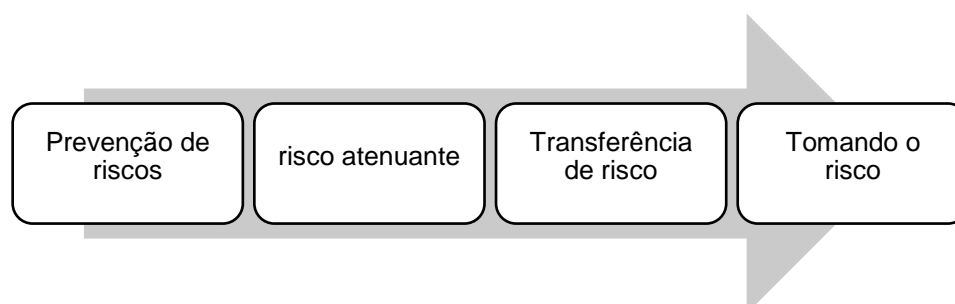 Prevenção de
riscos
risco atenuante
Transferência
de risco
Tomando o
risco